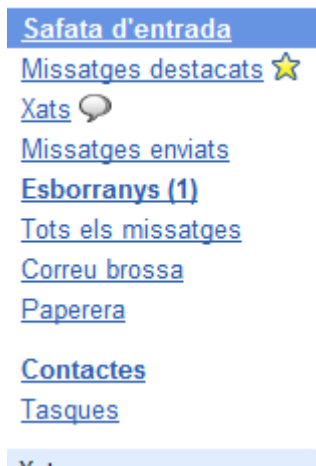 Safata d'entrada
Missatges destacats
Xats
Missatges enviats
Esborranys (1)
Tots els missatges
Correu brossa
Paperera
Contactes
Tasques